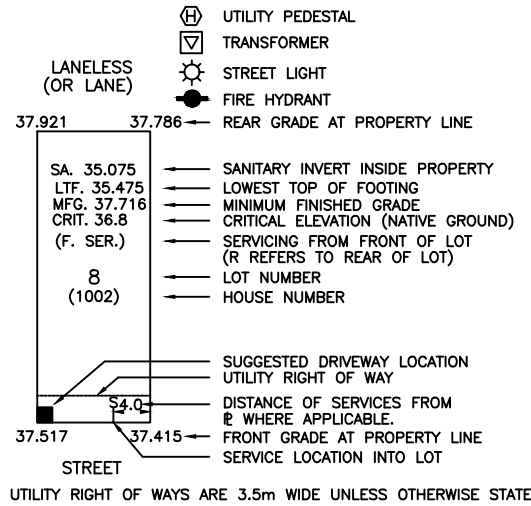 H UTILITY PEDESTAL
TRANSFORMER
STREET LIGHT
FIRE HYDRANT
LANELESS
(OR LANE)
37.921 37.786 REAR GRADE AT PROPERTY LINE
SA. 35.075 SANITARY INVERT INSIDE PROPERTY
LTF. 35.475 LOWEST TOP OF FOOTING
MFG. 37.716 MINIMUM FINISHED GRADE
CRIT. 36.8 CRITICAL ELEVATION (NATIVE GROUND)
(F. SER.) SERVICING FROM FRONT OF LOT
(R REFERS TO REAR OF LOT)
8 LOT NUMBER
(1002) HOUSE NUMBER
SUGGESTED DRIVEWAY LOCATION
UTILITY RIGHT OF WAY
S 4.0 DISTANCE OF SERVICES FROM
℄ WHERE APPLICABLE.
37.517 37.415 FRONT GRADE AT PROPERTY LINE
SERVICE LOCATION INTO LOT
STREET
UTILITY RIGHT OF WAYS ARE 3.5m WIDE UNLESS OTHERWISE STATE